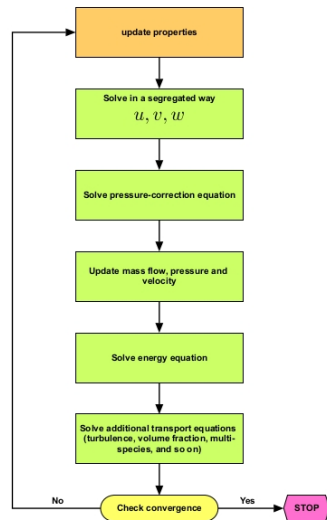 update properties
Solve in a segregated way
u, v, w
Solve pressure-correction equation
Update mass flow, pressure and
velocity
Solve energy equation
Solve additional transport equations
(turbulence, volume fraction, multi-
species, and so on)
No
Check convergence
Yes
STOP